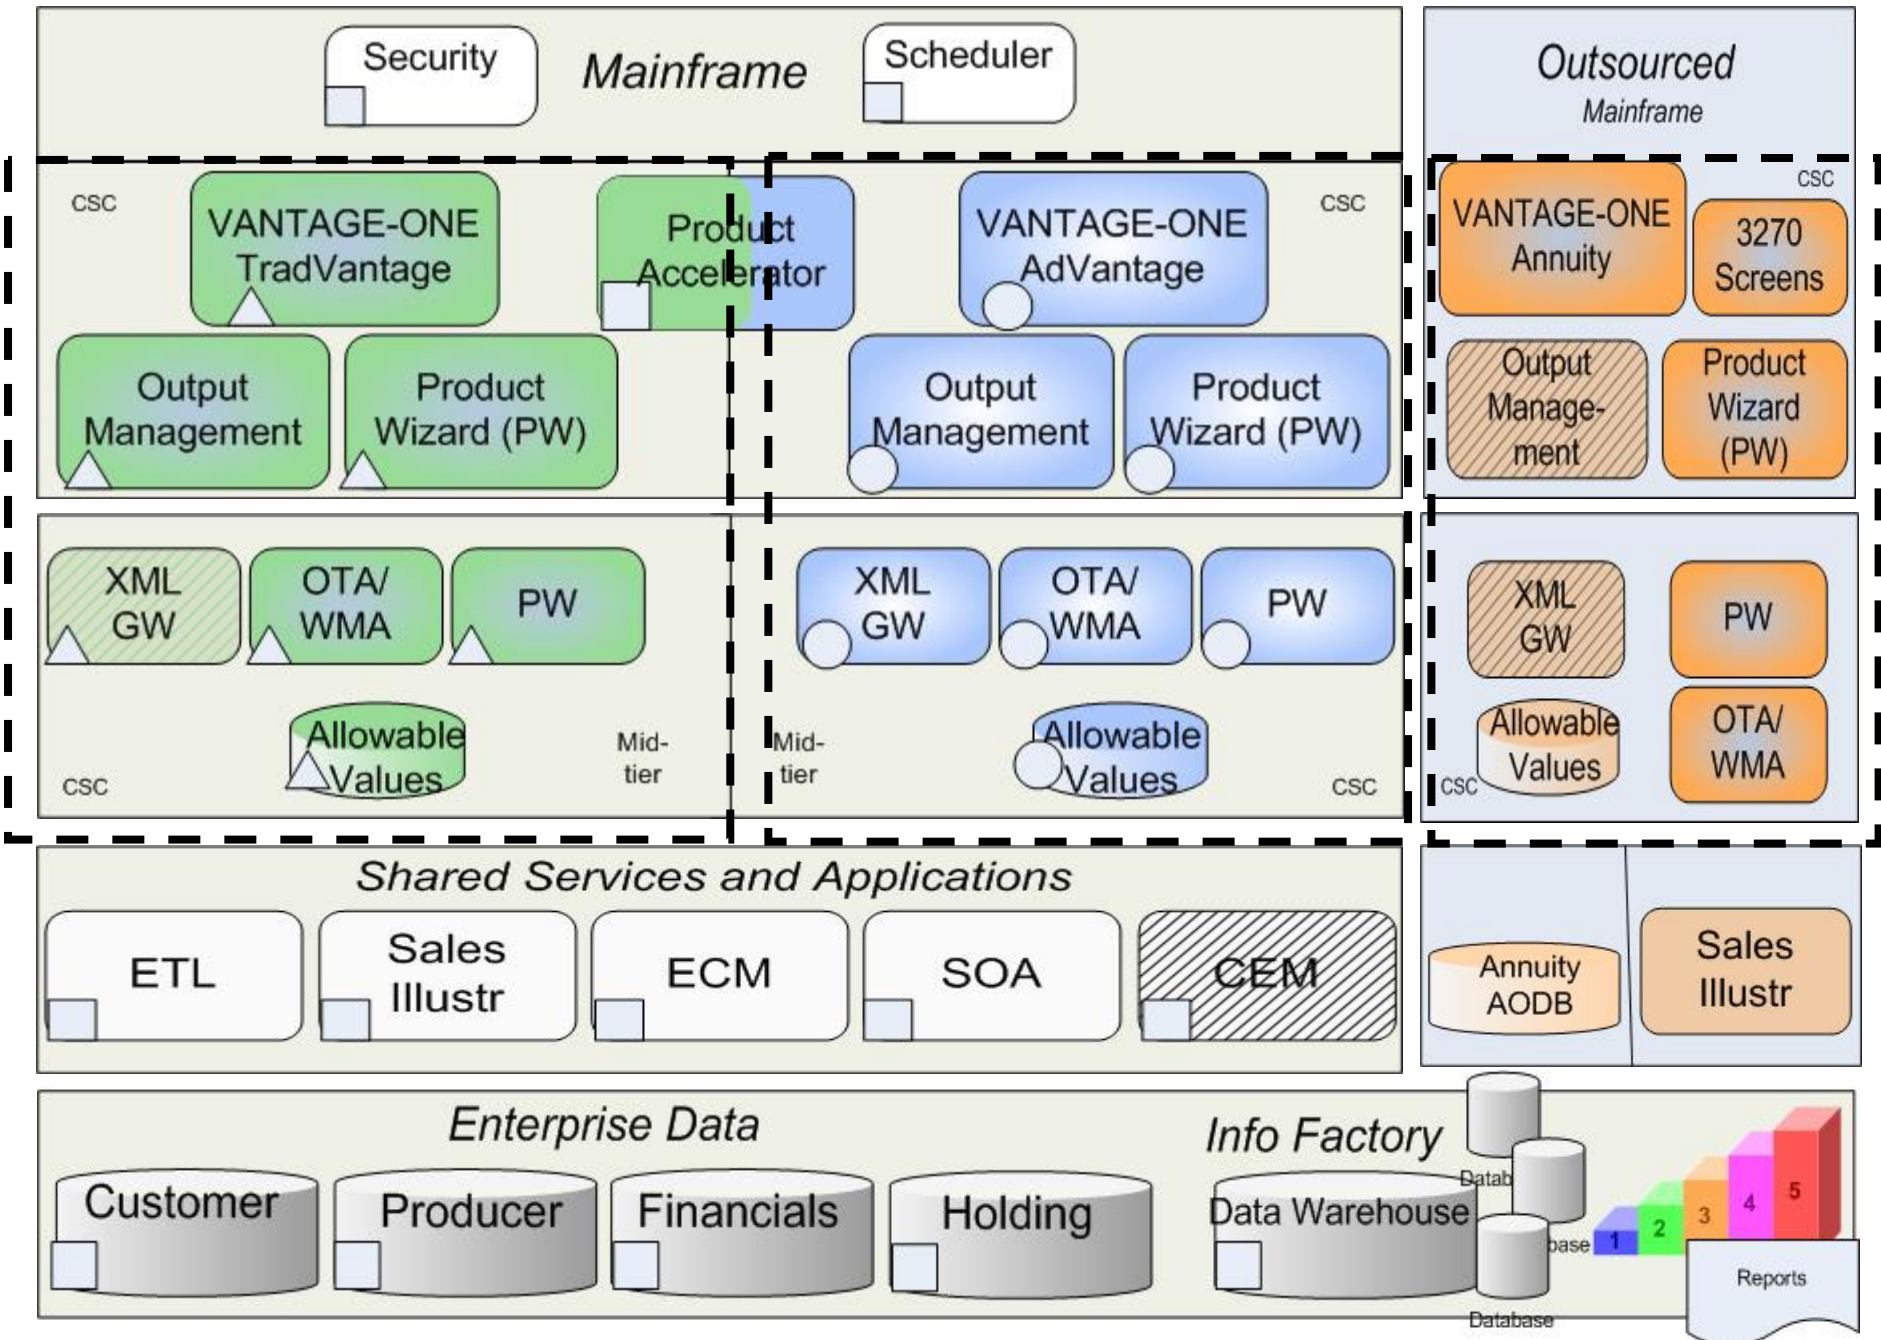 Security
Mainframe
Scheduler
Outsourced
Mainframe
CSC
VANTAGE-ONE
TradVantage
Product
Accelerator
VANTAGE-ONE
AdVantage
CSC
CSC
VANTAGE-ONE
Annuity
3270
Screens
Output
Management
Product
Wizard (PW)
Output
Management
Product
Wizard (PW)
Output
Manage-
ment
Product
Wizard
(PW)
XML
GW
OTA/
WMA
PW
XML
GW
OTA/
WMA
PW
XML
GW
PW
Allowable
Values
Mid-
tier
CSC
Mid-
tier
Allowable
Values
CSC
Allowable
Values
CSC
OTA/
WMA
Shared Services and Applications
ETL
Sales
Illustr
ECM
SOA
CEM
Annuity
AODB
Sales
Illustr
Enterprise Data
Info Factory
Customer
Producer
Financials
Holding
Data Warehouse
Datab
base
Database
1
2
3
4
5
Reports